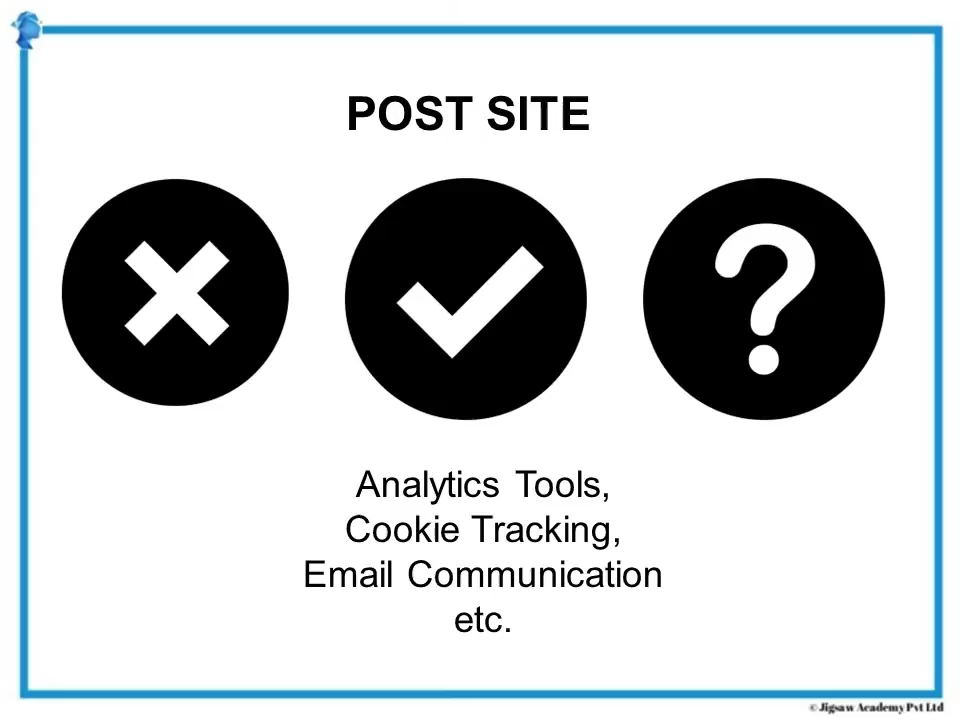 POST SITE
?
Analytics Tools,
Cookie Tracking,
Email Communication
etc.
© Jigsaw Academy Pvt Ltd